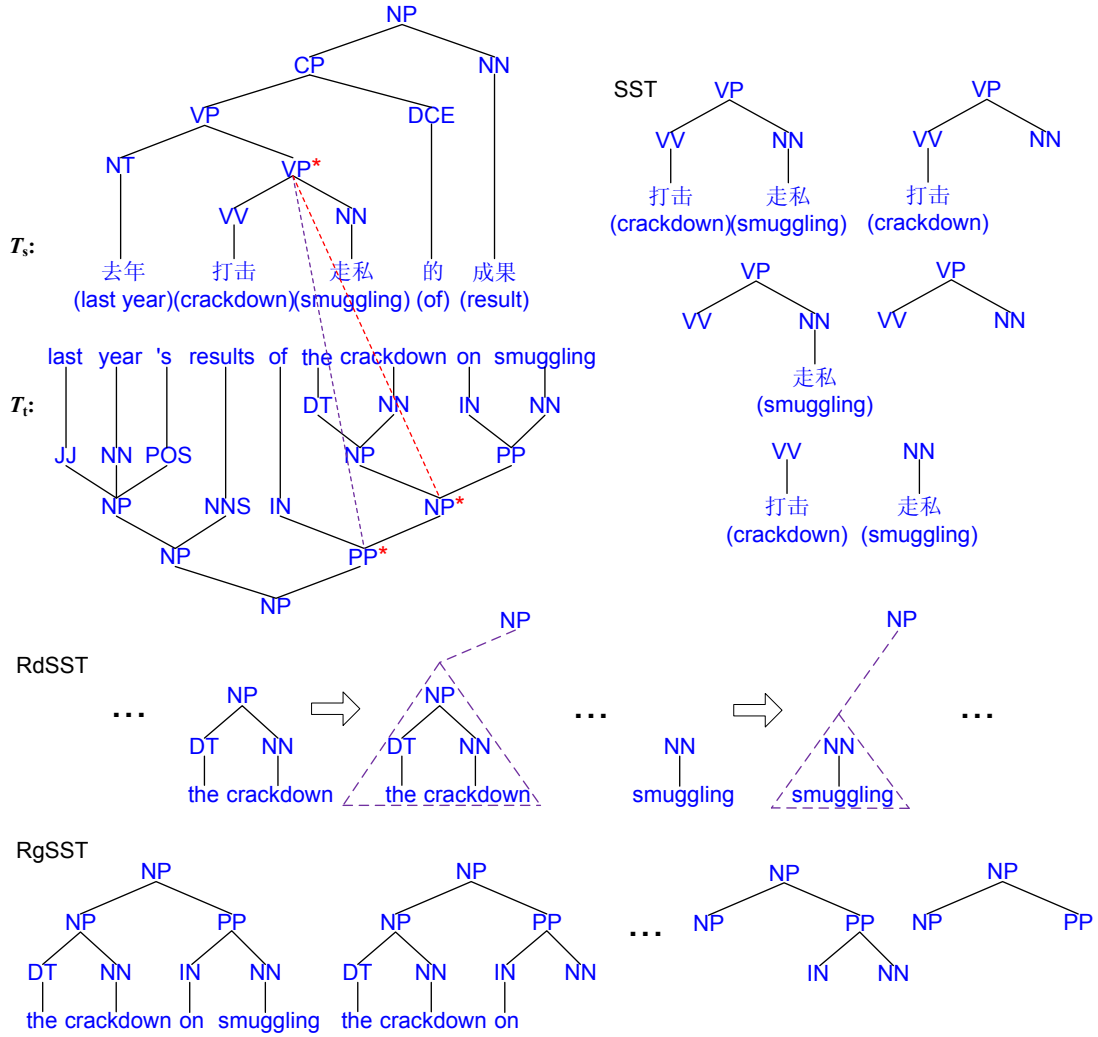 NP
CP NN
SST VP VP
VP DCE
VV NN VV NN
NT VP*
打击 走私 打击
(crackdown)(smuggling) (crackdown)
VV NN
Ts:
去年 打击 走私 的 成果
(last year)(crackdown)(smuggling) (of) (result)
VP VP
VV NN VV NN
last year 's results of the crackdown on smuggling
走私
(smuggling)
Tt:
DT NN IN NN
JJ NN POS NP PP
VV NN
NP NNS IN NP*
打击 走私
(crackdown) (smuggling)
NP PP*
NP
NP NP
RdSST
... NP NP ... ...
DT NN DT NN NN NN
the crackdown the crackdown smuggling smuggling
RgSST
NP NP NP NP
NP PP NP PP ... NP PP NP PP
DT NN IN NN DT NN IN NN IN NN
the crackdown on smuggling the crackdown on